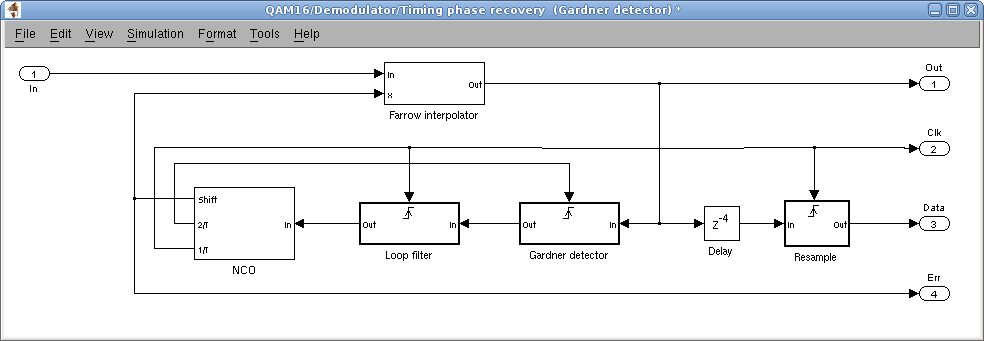 QAM16/Demodulator/Timing phase recovery (Gardner detector) *
File Edit View Simulation Format Tools Help
1
In
In
x
Out
Farrow interpolator
Out
1
Clk
2
Shift
2/T
1/T
In
NCO
Out
In
Loop filter
Out
In
Gardner detector
Z-4
Delay
In
Out
Resample
Data
3
Err
4